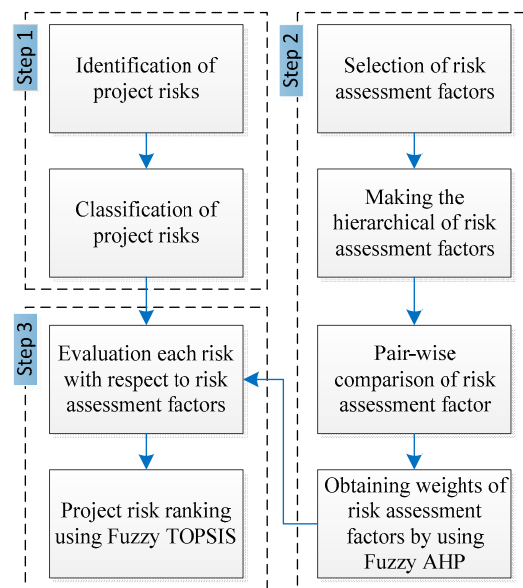 Step 1
Identification of
project risks
Classification of
project risks
Step 2
Selection of risk
assessment factors
Making the
hierarchical of risk
assessment factors
Pair-wise
comparison of risk
assessment factor
Obtaining weights of
risk assessment
factors by using
Fuzzy AHP
Step 3
Evaluation each risk
with respect to risk
assessment factors
Project risk ranking
using Fuzzy TOPSIS